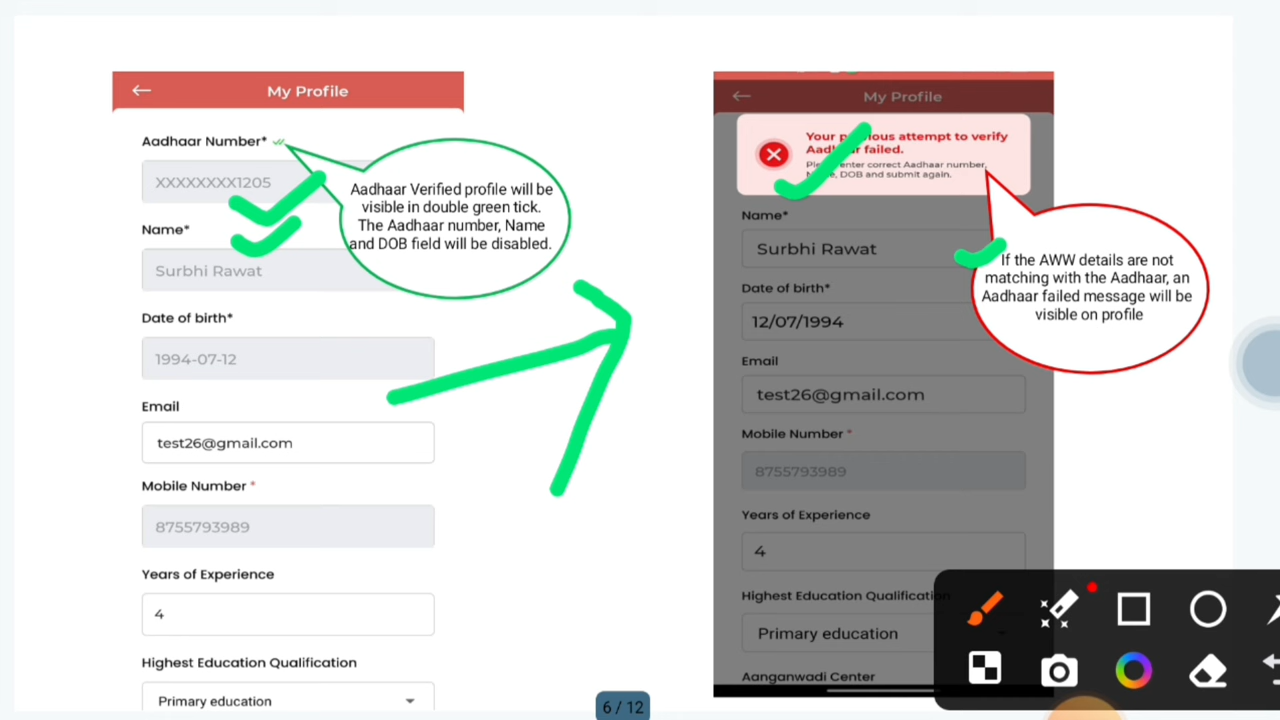 My Profile
Aadhaar Number*
XXXXXXXX1205
Name*
Surbhi Rawat
Date of birth*
1994-07-12
Email
test26@gmail.com
Mobile Number *
8755793989
Years of Experience
4
Highest Education Qualification
Primary education
Aadhaar Verified profile will be
visible in double green tick.
The Aadhaar number, Name
and DOB field will be disabled.
My Profile
Your previous attempt to verify
Aadhaar failed.
Please enter correct Aadhaar number,
Name, DOB and submit again.
Name*
Surbhi Rawat
Date of birth*
12/07/1994
Email
test26@gmail.com
Mobile Number *
8755793989
Years of Experience
4
Highest Education Qualification
Primary education
Aanganwadi Center
If the AWW details are not
matching with the Aadhaar, an
Aadhaar failed message will be
visible on profile
6 / 12